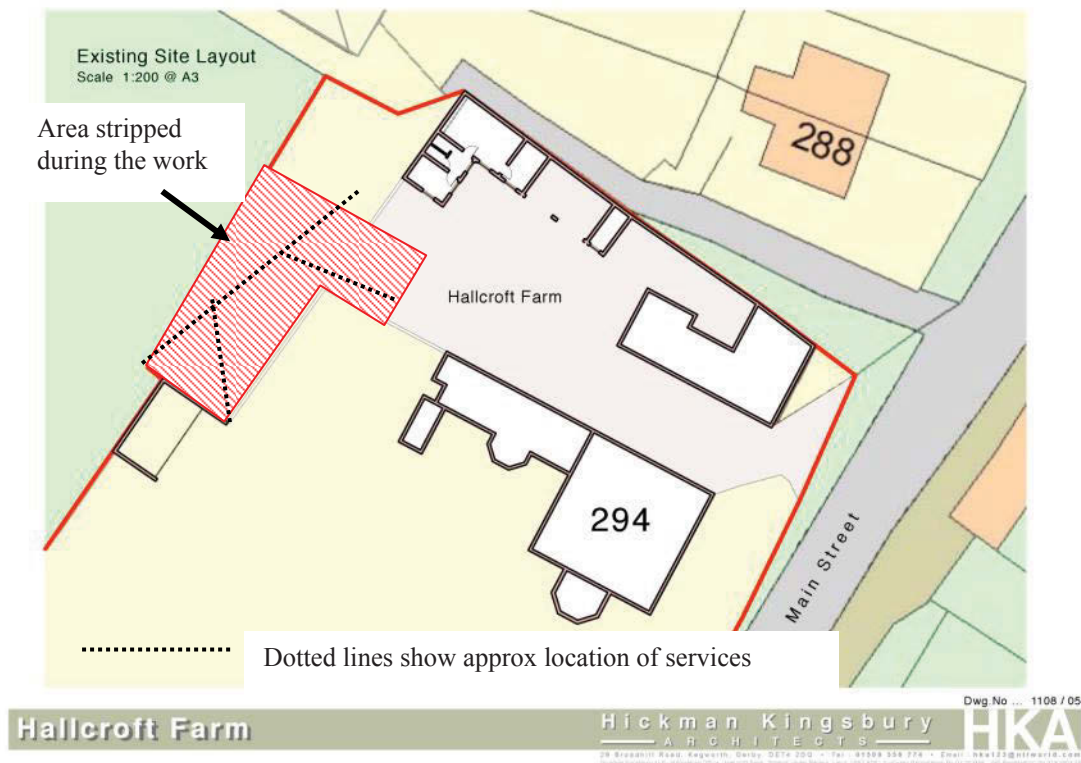 Existing Site Layout
Scale 1:200 @ A3
Area stripped
during the work
288
Hallcroft Farm
294
Main Street
Dotted lines show approx location of services
Dwg.No ... 1108 / 05
Hallcroft Farm
Hickman Kingsbury
ARCHITECTS
HKA